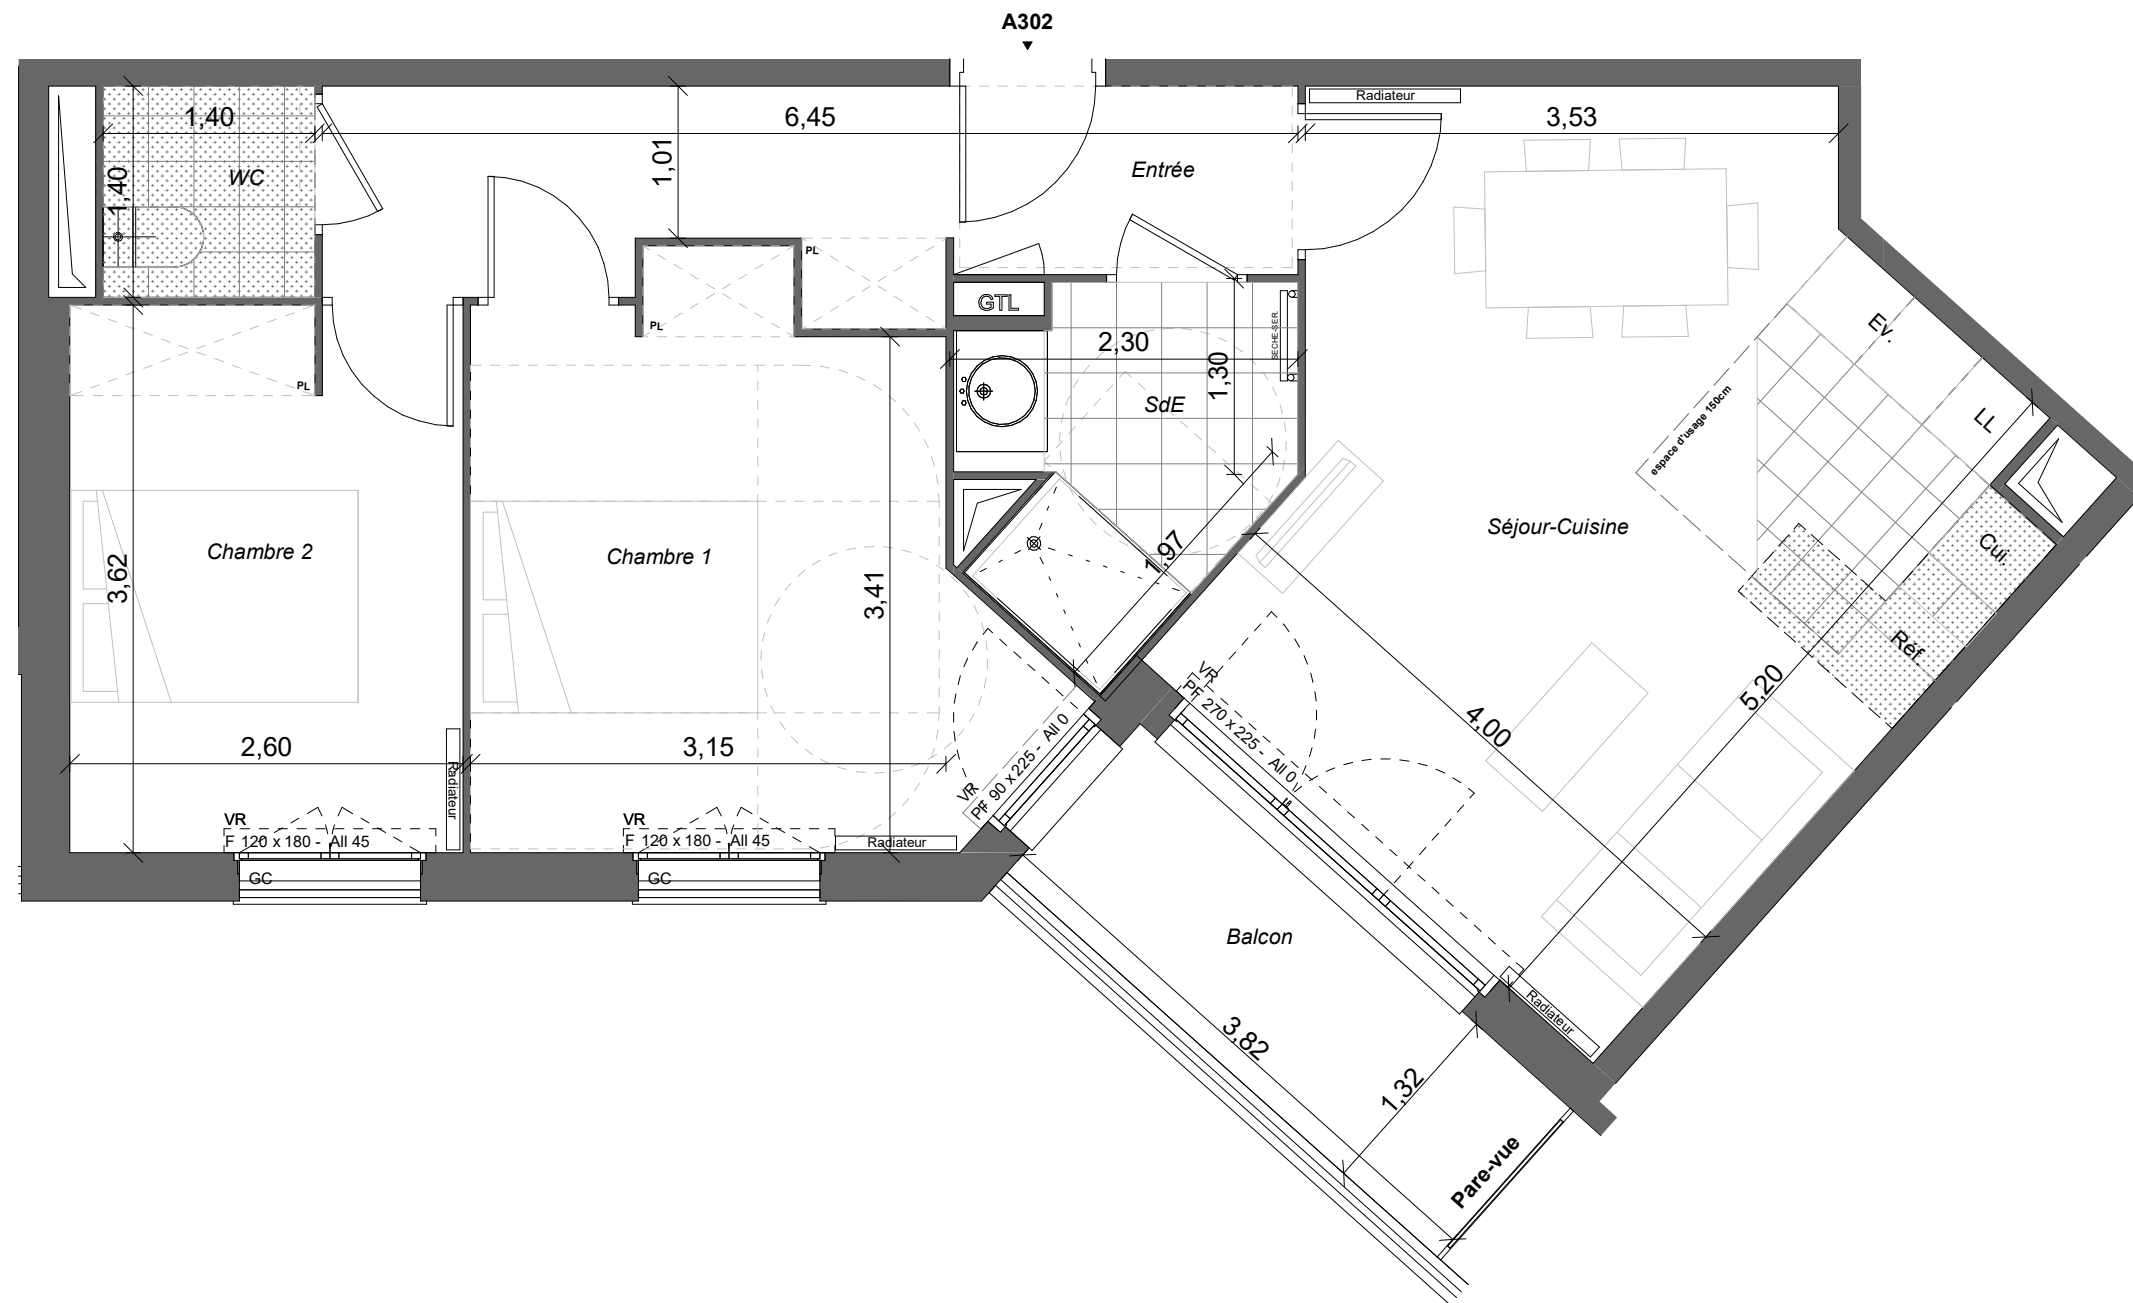 A302
Radiateur
1,40
6,45
3,53
1,01
Entrée
1,40
WC
PL
PL
GTL
2,30
SECHE-SER.
1,30
SdE
Ev.
LL
espace d'usage 150cm
PL
Chambre 2
Chambre 1
Séjour-Cuisine
3,62
3,41
1,97
Cui.
Réf.
5,20
4,00
2,60
3,15
Radiateur
VR
F 120 x 180 - All 45
GC
VR
F 120 x 180 - All 45
GC
Radiateur
VR
PF 90 x 225 - All 0
VR
PF 270 x 225 - All 0
Balcon
Radiateur
3,82
1,32
Pare-vue